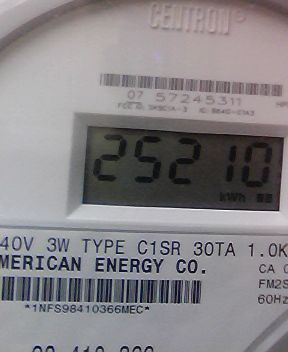 CENTRON®
07 57245311
25210
kWh
40V 3W TYPE C1SR 30TA 1.0K
MERICAN ENERGY CO.
CA 0
FM2S
60Hz
*1NFS98410366MEC*